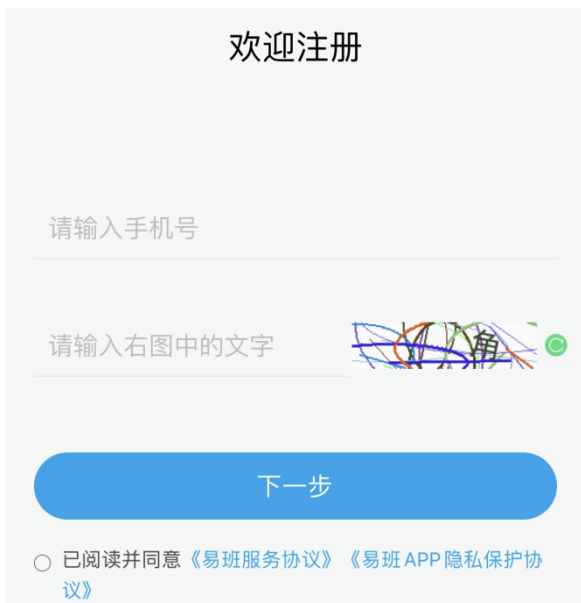 欢迎注册
请输入手机号
请输入右图中的文字
下一步
已阅读并同意《易班服务协议》《易班APP隐私保护协
议》